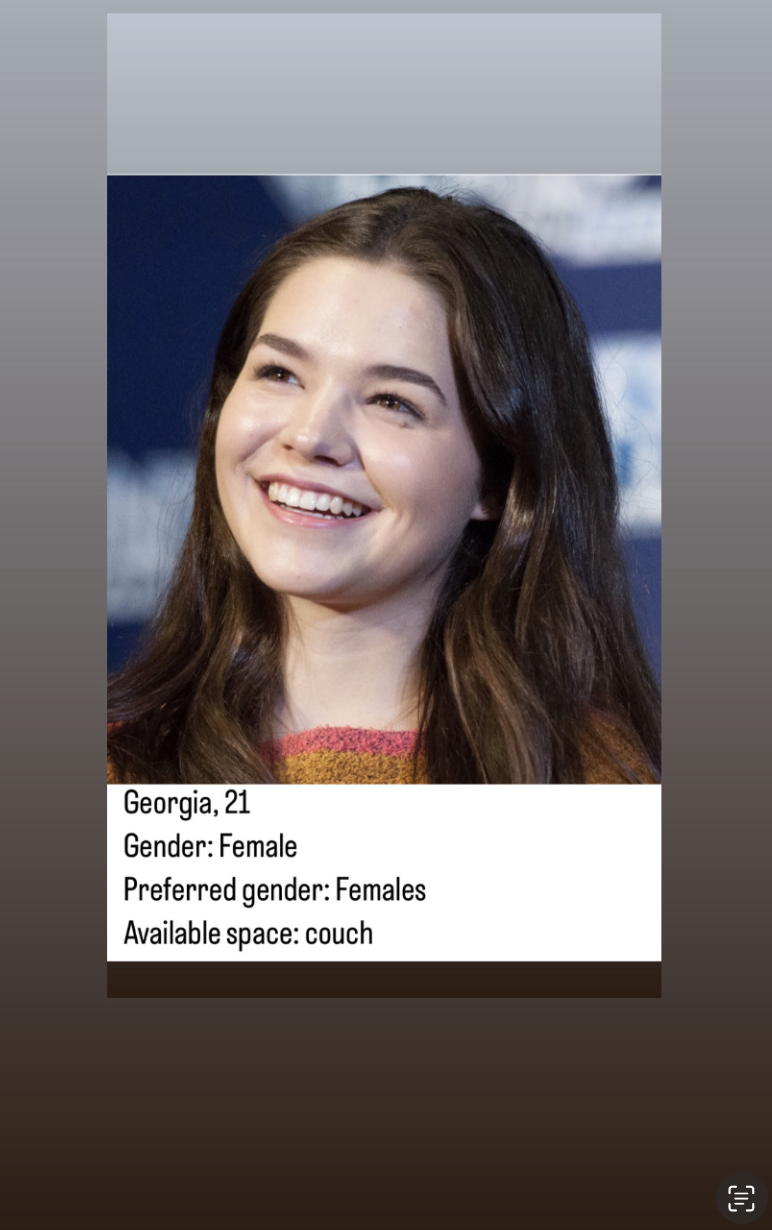 Georgia, 21
Gender: Female
Preferred gender: Females
Available space: couch